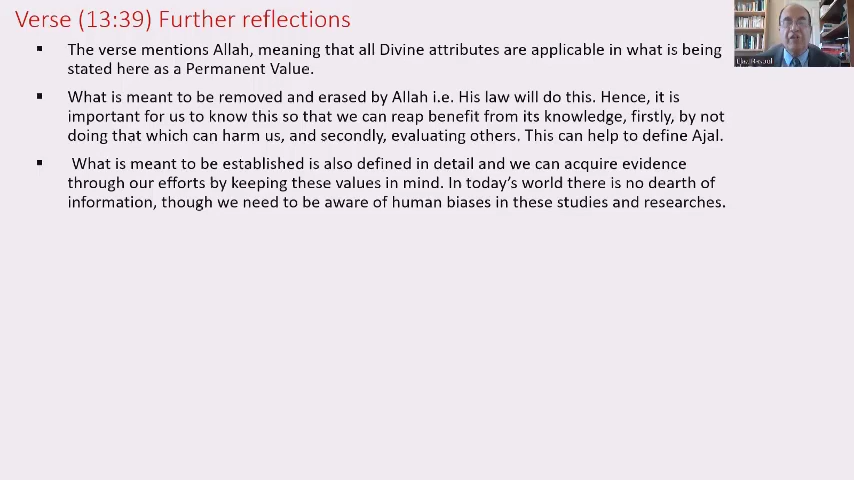 Verse (13:39) Further reflections
▪ The verse mentions Allah, meaning that all Divine attributes are applicable in what is being
stated here as a Permanent Value.
▪ What is meant to be removed and erased by Allah i.e. His law will do this. Hence, it is
important for us to know this so that we can reap benefit from its knowledge, firstly, by not
doing that which can harm us, and secondly, evaluating others. This can help to define Ajal.
▪ What is meant to be established is also defined in detail and we can acquire evidence
through our efforts by keeping these values in mind. In today’s world there is no dearth of
information, though we need to be aware of human biases in these studies and researches.